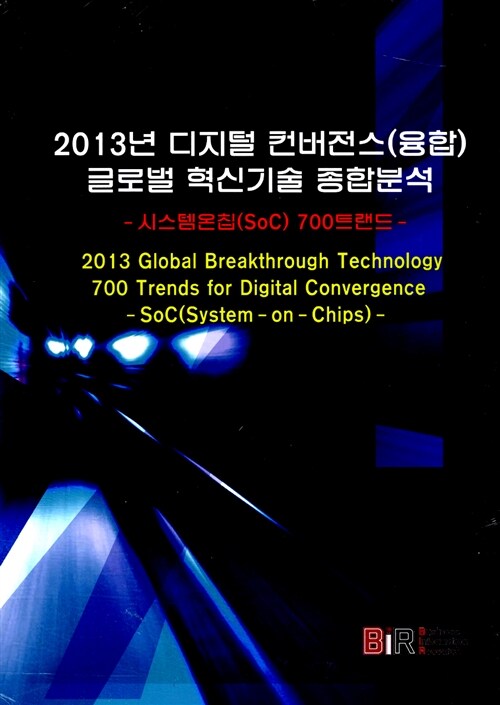 2013년 디지털 컨버전스(융합)
글로벌 혁신기술 종합분석
- 시스템온칩(SoC) 700트랜드 -
2013 Global Breakthrough Technology
700 Trends for Digital Convergence
- SoC(System - on - Chips) -
BiR